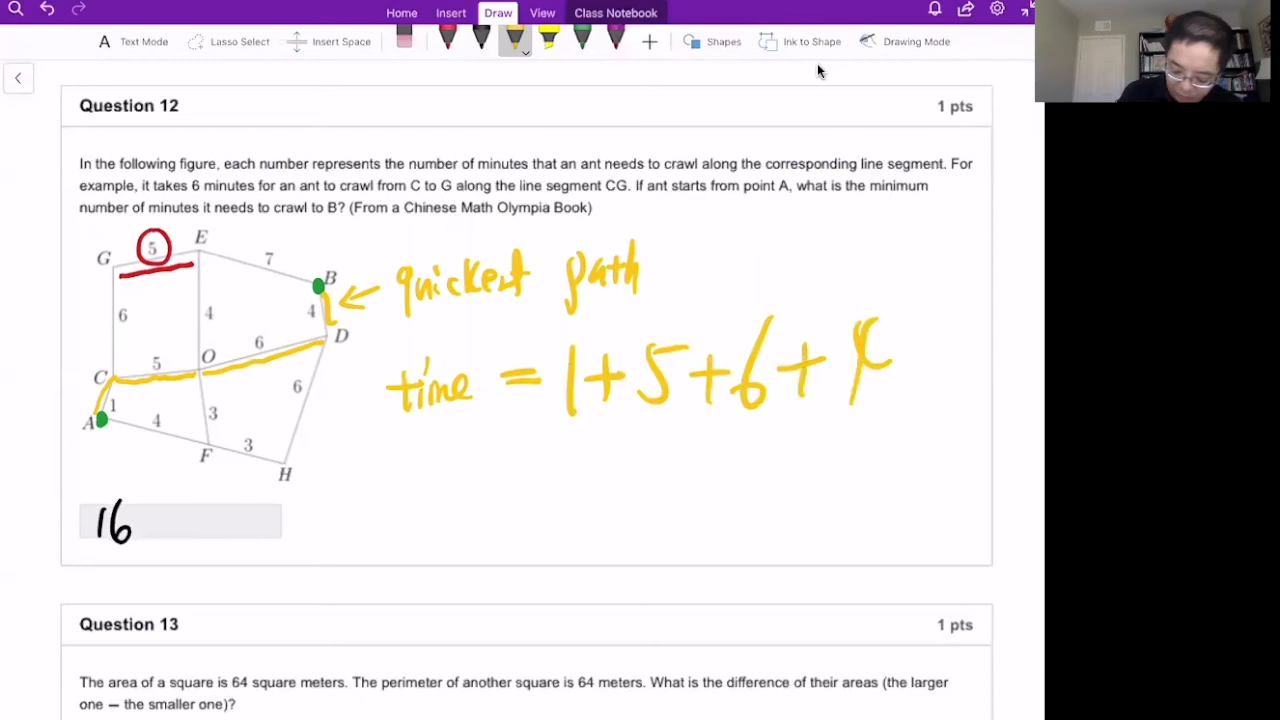 Home Insert Draw View Class Notebook
Text Mode Lasso Select Insert Space Shapes Ink to Shape Drawing Mode
Question 12 1 pts
In the following figure, each number represents the number of minutes that an ant needs to crawl along the corresponding line segment. For
example, it takes 6 minutes for an ant to crawl from C to G along the line segment CG. If ant starts from point A, what is the minimum
number of minutes it needs to crawl to B? (From a Chinese Math Olympia Book)
G 5 E
7 B
6 4 4
6 D
C 5 O
6
A 1 4 3
F 3
H
quickest path
time = 1+5+6+
16
Question 13 1 pts
The area of a square is 64 square meters. The perimeter of another square is 64 meters. What is the difference of their areas (the larger
one — the smaller one)?